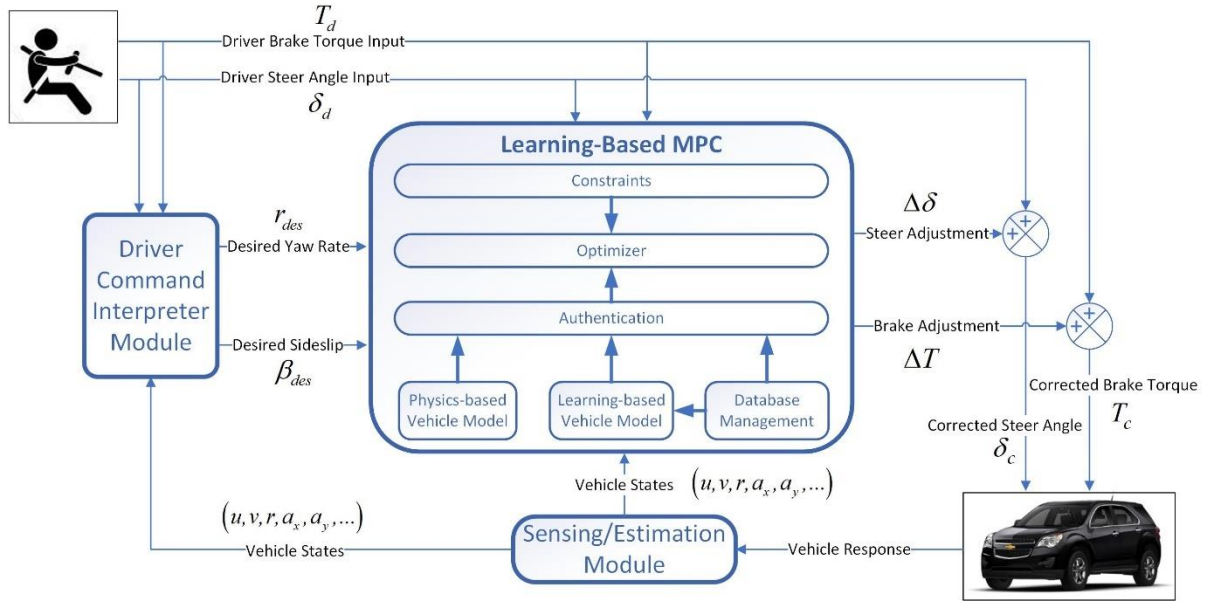 T_d
Driver Brake Torque Input
Driver Steer Angle Input
δ_d
Learning-Based MPC
Constraints
Optimizer
Authentication
Physics-based
Vehicle Model
Learning-based
Vehicle Model
Database
Management
Driver
Command
Interpreter
Module
r_des
Desired Yaw Rate
Desired Sideslip
β_des
Δδ
Steer Adjustment
+
+
Brake Adjustment
ΔT
+
+
Corrected Brake Torque
T_c
Corrected Steer Angle
δ_c
Vehicle States
(u, v, r, a_x, a_y, ...)
(u, v, r, a_x, a_y, ...)
Vehicle States
Sensing/Estimation
Module
Vehicle Response